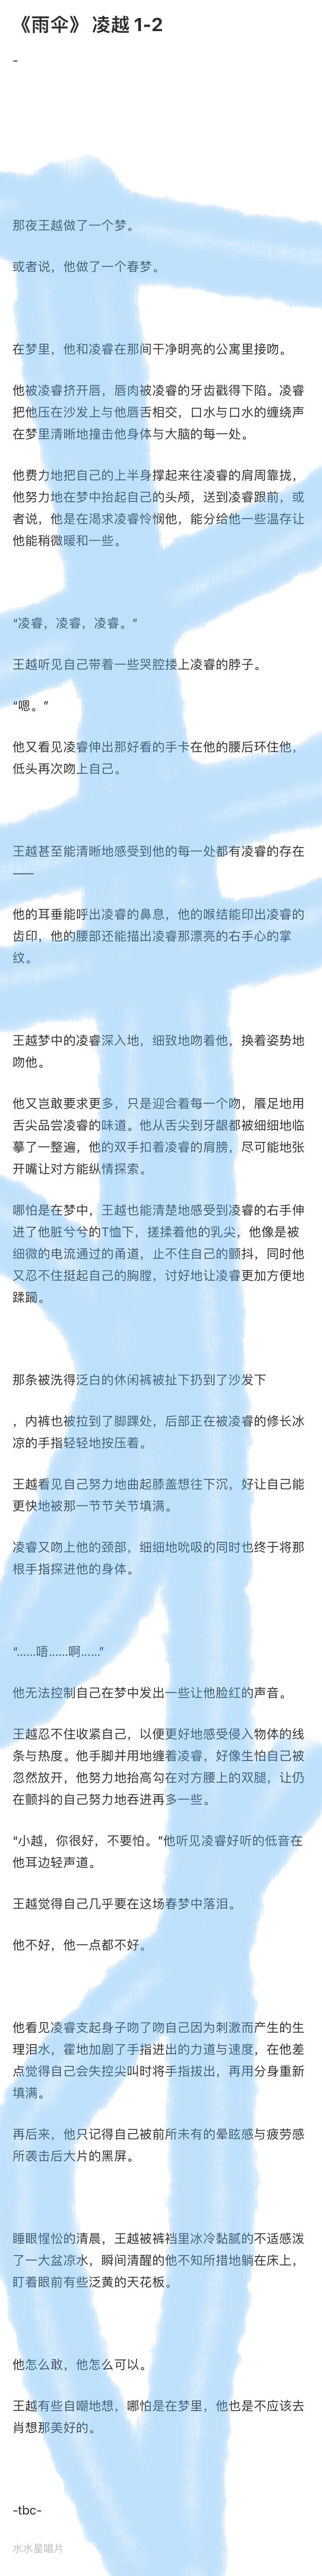 《雨伞》 凌越 1-2
-
那夜王越做了一个梦。
或者说，他做了一个春梦。
在梦里，他和凌睿在那间干净明亮的公寓里接吻。
他被凌睿挤开唇，唇肉被凌睿的牙齿戳得下陷。凌睿
把他压在沙发上与他唇舌相交，口水与口水的缠绕声
在梦里清晰地撞击他身体与大脑的每一处。
他费力地把自己的上半身撑起来往凌睿的肩周靠拢，
他努力地在梦中抬起自己的头颅，送到凌睿跟前，或
者说，他是在渴求凌睿怜悯他，能分给他一些温存让
他能稍微暖和一些。
“凌睿，凌睿，凌睿。”
王越听见自己带着一些哭腔搂上凌睿的脖子。
“嗯。”
他又看见凌睿伸出那好看的手卡在他的腰后环住他，
低头再次吻上自己。
王越甚至能清晰地感受到他的每一处都有凌睿的存在
——
他的耳垂能呼出凌睿的鼻息，他的喉结能印出凌睿的
齿印，他的腰部还能描出凌睿那漂亮的右手心的掌
纹。
王越梦中的凌睿深入地，细致地吻着他，换着姿势地
吻他。
他又岂敢要求更多，只是迎合着每一个吻，餍足地用
舌尖品尝凌睿的味道。他从舌尖到牙龈都被细细地临
摹了一整遍，他的双手扣着凌睿的肩膀，尽可能地张
开嘴让对方能纵情探索。
哪怕是在梦中，王越也能清楚地感受到凌睿的右手伸
进了他脏兮兮的T恤下，搓揉着他的乳尖，他像是被
细微的电流通过的甬道，止不住自己的颤抖，同时他
又忍不住挺起自己的胸膛，讨好地让凌睿更加方便地
蹂躏。
那条被洗得泛白的休闲裤被扯下扔到了沙发下
，内裤也被拉到了脚踝处，后部正在被凌睿的修长冰
凉的手指轻轻地按压着。
王越看见自己努力地曲起膝盖想往下沉，好让自己能
更快地被那一节节关节填满。
凌睿又吻上他的颈部，细细地吮吸的同时也终于将那
根手指探进他的身体。
“……唔……啊……”
他无法控制自己在梦中发出一些让他脸红的声音。
王越忍不住收紧自己，以便更好地感受侵入物体的线
条与热度。他手脚并用地缠着凌睿，好像生怕自己被
忽然放开，他努力地抬高勾在对方腰上的双腿，让仍
在颤抖的自己努力地吞进再多一些。
“小越，你很好，不要怕。”他听见凌睿好听的低音在
他耳边轻声道。
王越觉得自己几乎要在这场春梦中落泪。
他不好，他一点都不好。
他看见凌睿支起身子吻了吻自己因为刺激而产生的生
理泪水，霍地加剧了手指进出的力道与速度，在他差
点觉得自己会失控尖叫时将手指拔出，再用分身重新
填满。
再后来，他只记得自己被前所未有的晕眩感与疲劳感
所袭击后大片的黑屏。
睡眼惺忪的清晨，王越被裤裆里冰冷黏腻的不适感泼
了一大盆凉水，瞬间清醒的他不知所措地躺在床上，
盯着眼前有些泛黄的天花板。
他怎么敢，他怎么可以。
王越有些自嘲地想，哪怕是在梦里，他也是不应该去
肖想那美好的。
-tbc-
水水星唱片